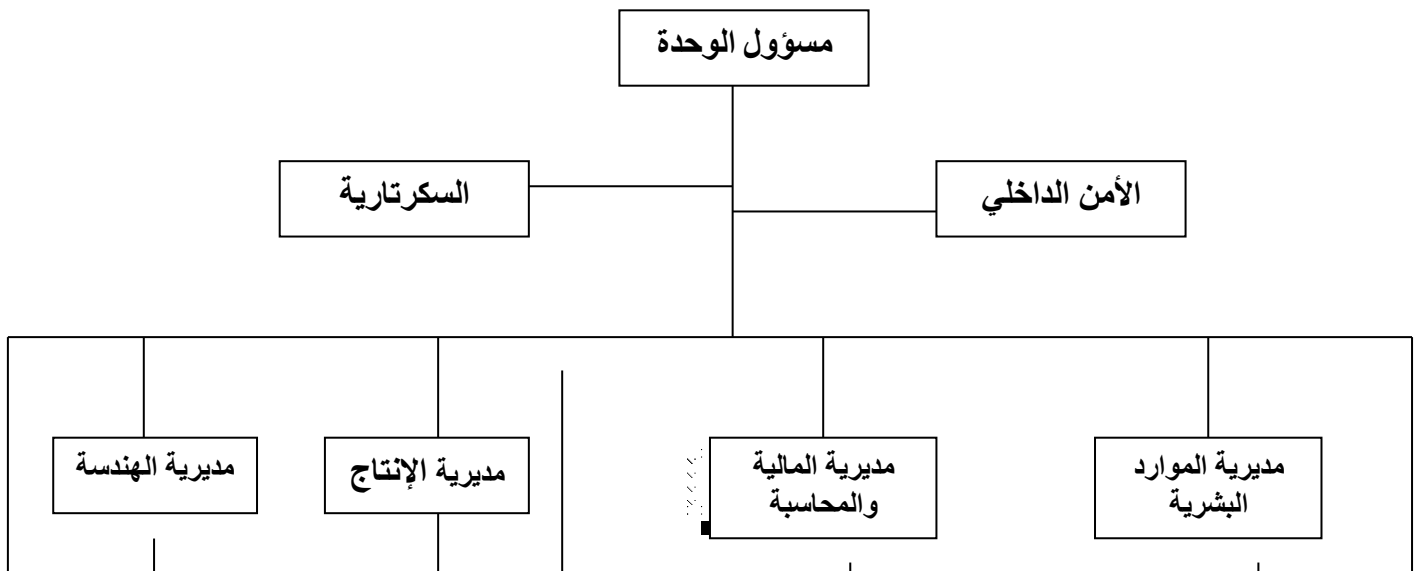 مسؤول الوحدة
الأمن الداخلي
السكرتارية
مديرية الموارد
البشرية
مديرية المالية
والمحاسبة
مديرية الإنتاج
مديرية الهندسة